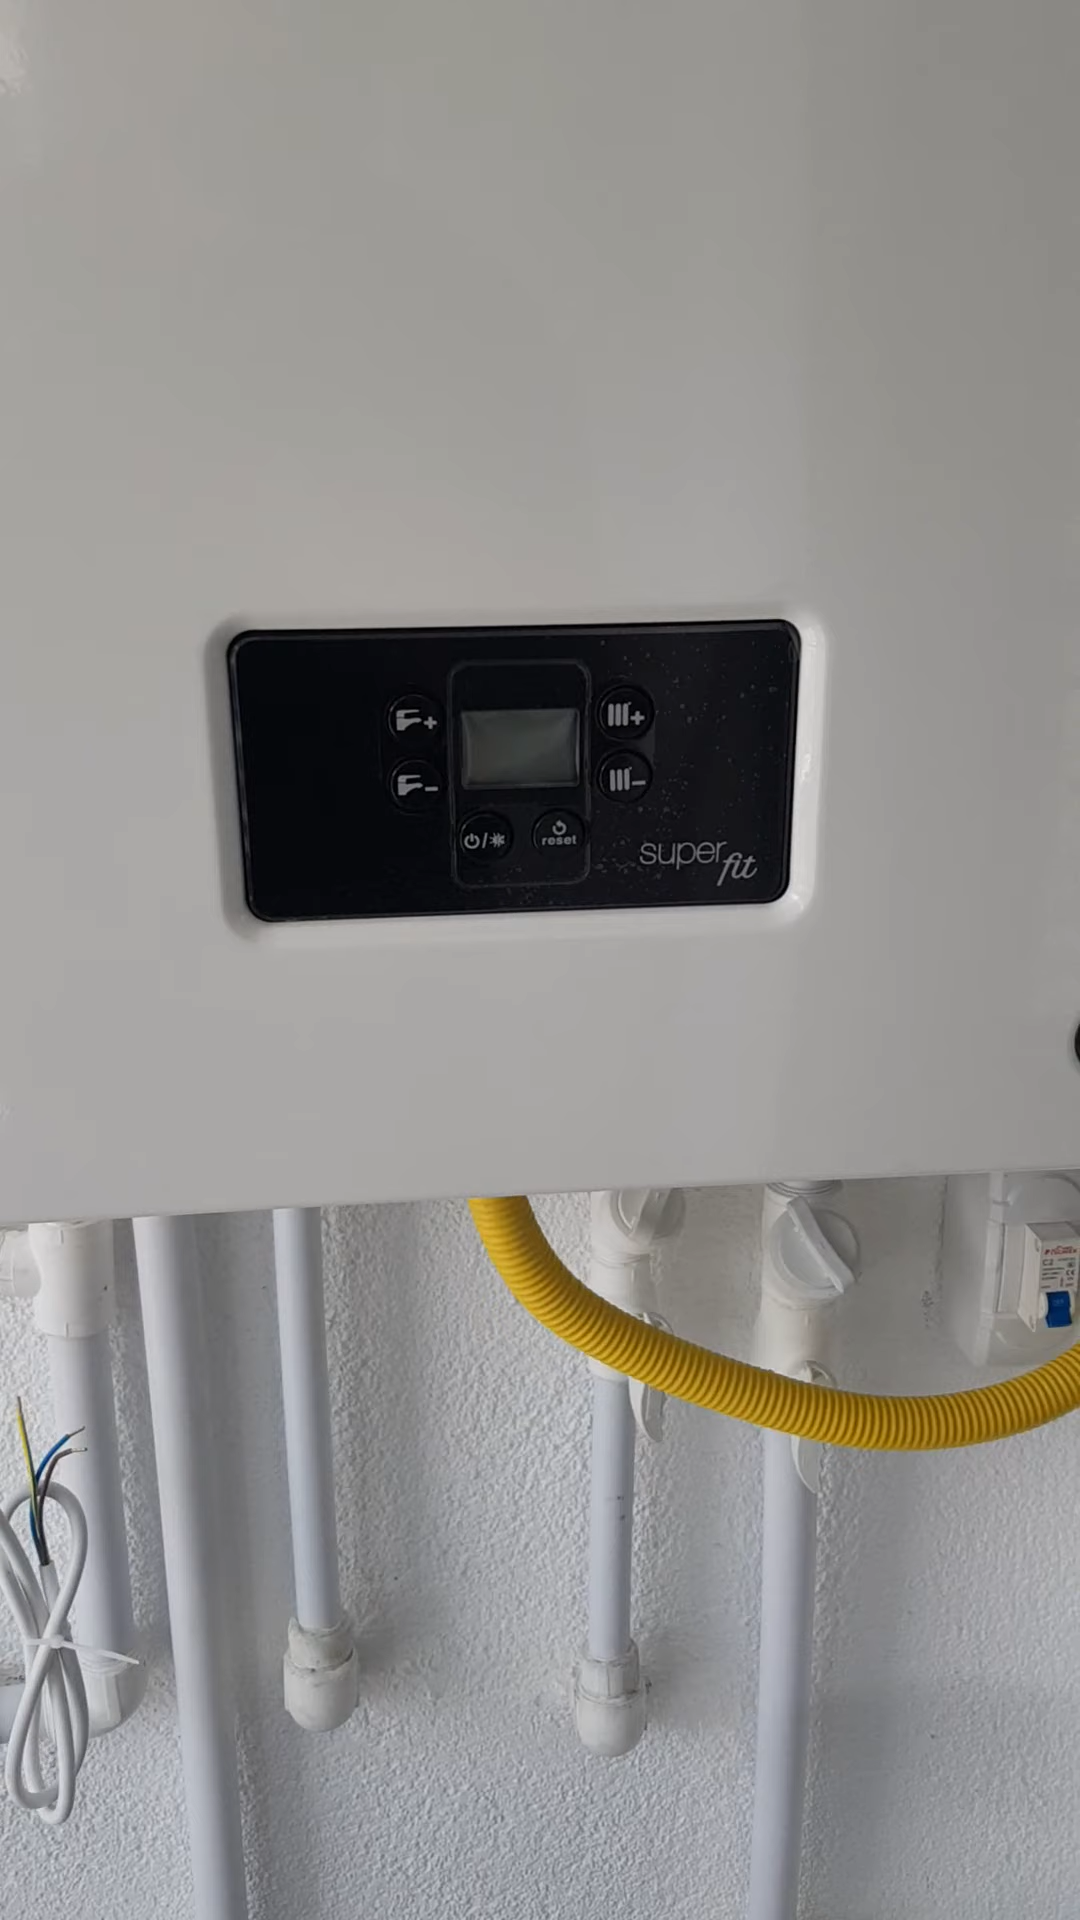 +
+
-
-
reset
super
fit